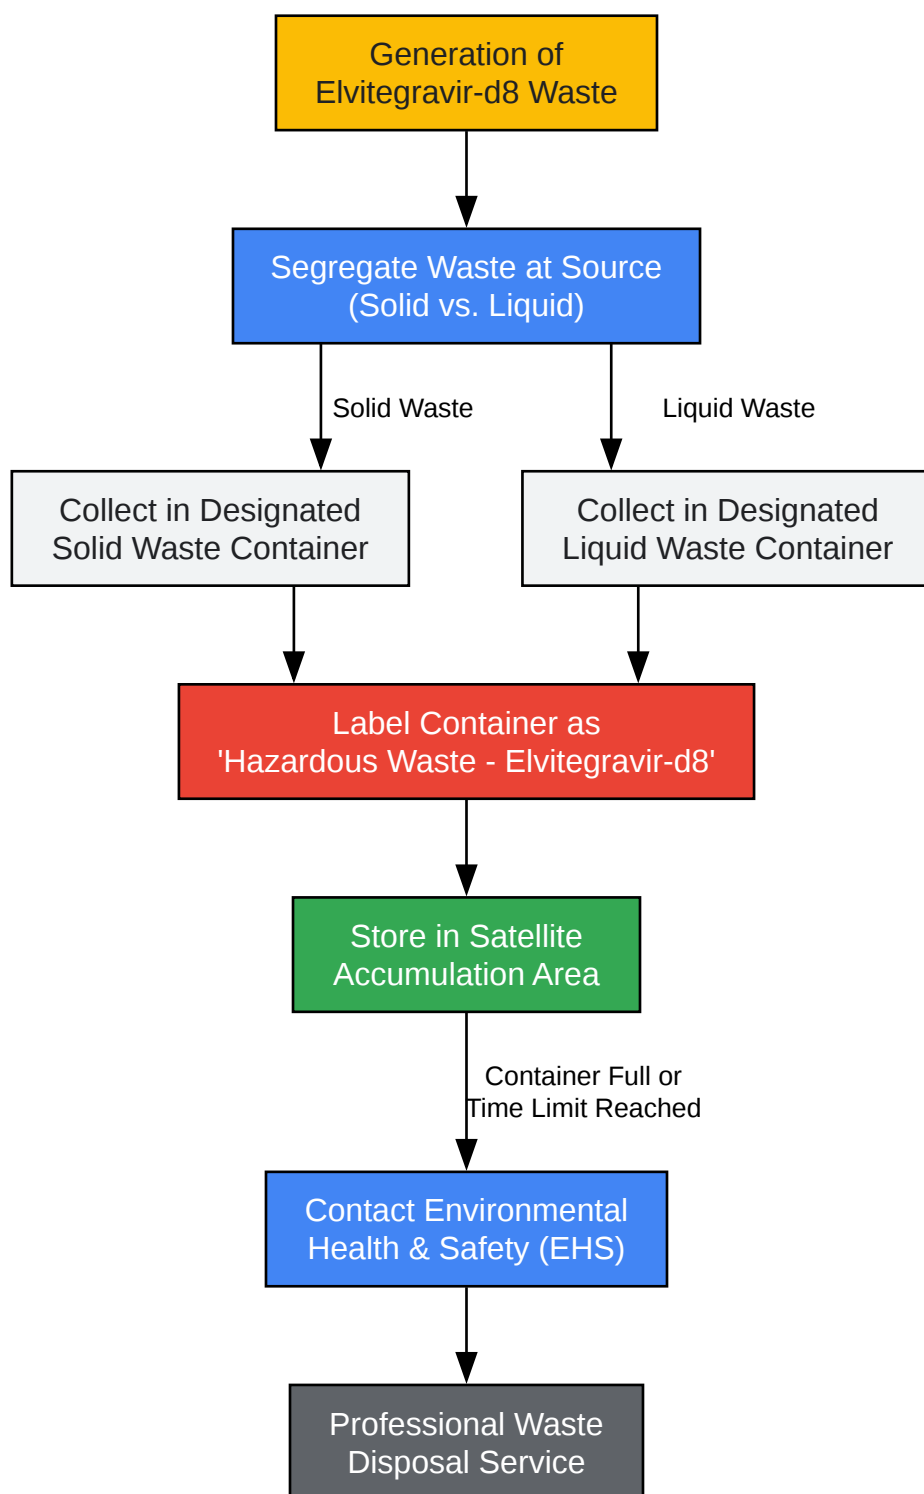 Generation of
Elvitegravir-d8 Waste
Segregate Waste at Source
(Solid vs. Liquid)
Solid Waste
Liquid Waste
Collect in Designated
Solid Waste Container
Collect in Designated
Liquid Waste Container
Label Container as
'Hazardous Waste - Elvitegravir-d8'
Store in Satellite
Accumulation Area
Container Full or
Time Limit Reached
Contact Environmental
Health & Safety (EHS)
Professional Waste
Disposal Service